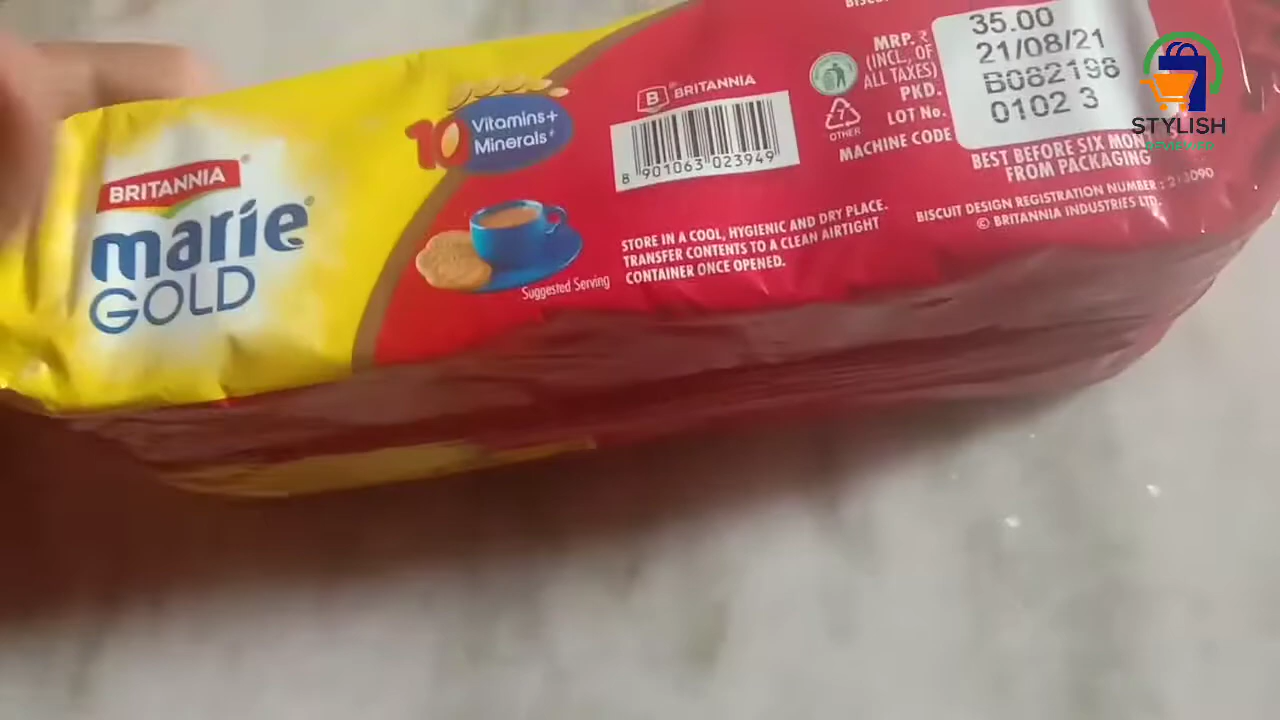 BRITANNIA
marie
GOLD
10 Vitamins+
Minerals+
Suggested Serving
B BRITANNIA
8 901063 023949
STORE IN A COOL, HYGIENIC AND DRY PLACE.
TRANSFER CONTENTS TO A CLEAN AIRTIGHT
CONTAINER ONCE OPENED.
7
OTHER
MRP. ₹
(INCL. OF
ALL TAXES)
PKD.
LOT No.
MACHINE CODE
35.00
21/08/21
B082198
0102 3
BEST BEFORE SIX
FROM PACKAGING
BISCUIT DESIGN REGISTRATION NUMBER :
© BRITANNIA INDUSTRIES LTD.
STYLISH
REVIEWER